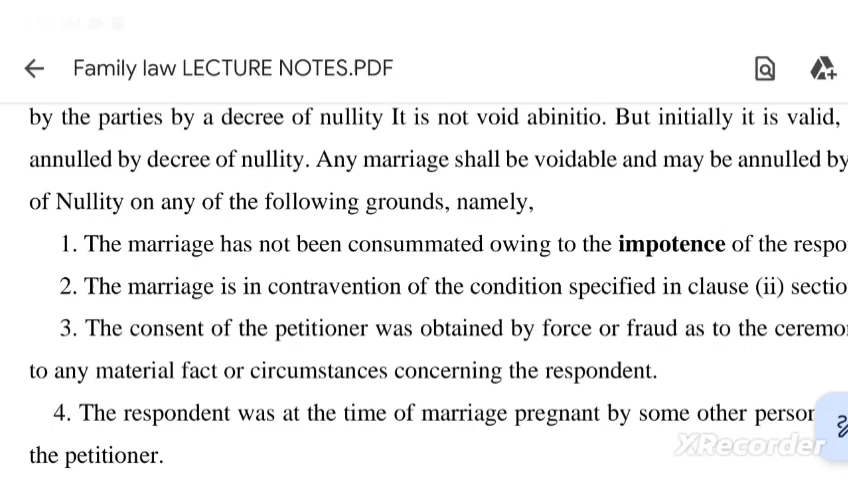 Family law LECTURE NOTES.PDF
by the parties by a decree of nullity It is not void abinitio. But initially it is valid,
annulled by decree of nullity. Any marriage shall be voidable and may be annulled by
of Nullity on any of the following grounds, namely,
1. The marriage has not been consummated owing to the impotence of the respo
2. The marriage is in contravention of the condition specified in clause (ii) sectio
3. The consent of the petitioner was obtained by force or fraud as to the ceremo
to any material fact or circumstances concerning the respondent.
4. The respondent was at the time of marriage pregnant by some other person
the petitioner.
XRecorder